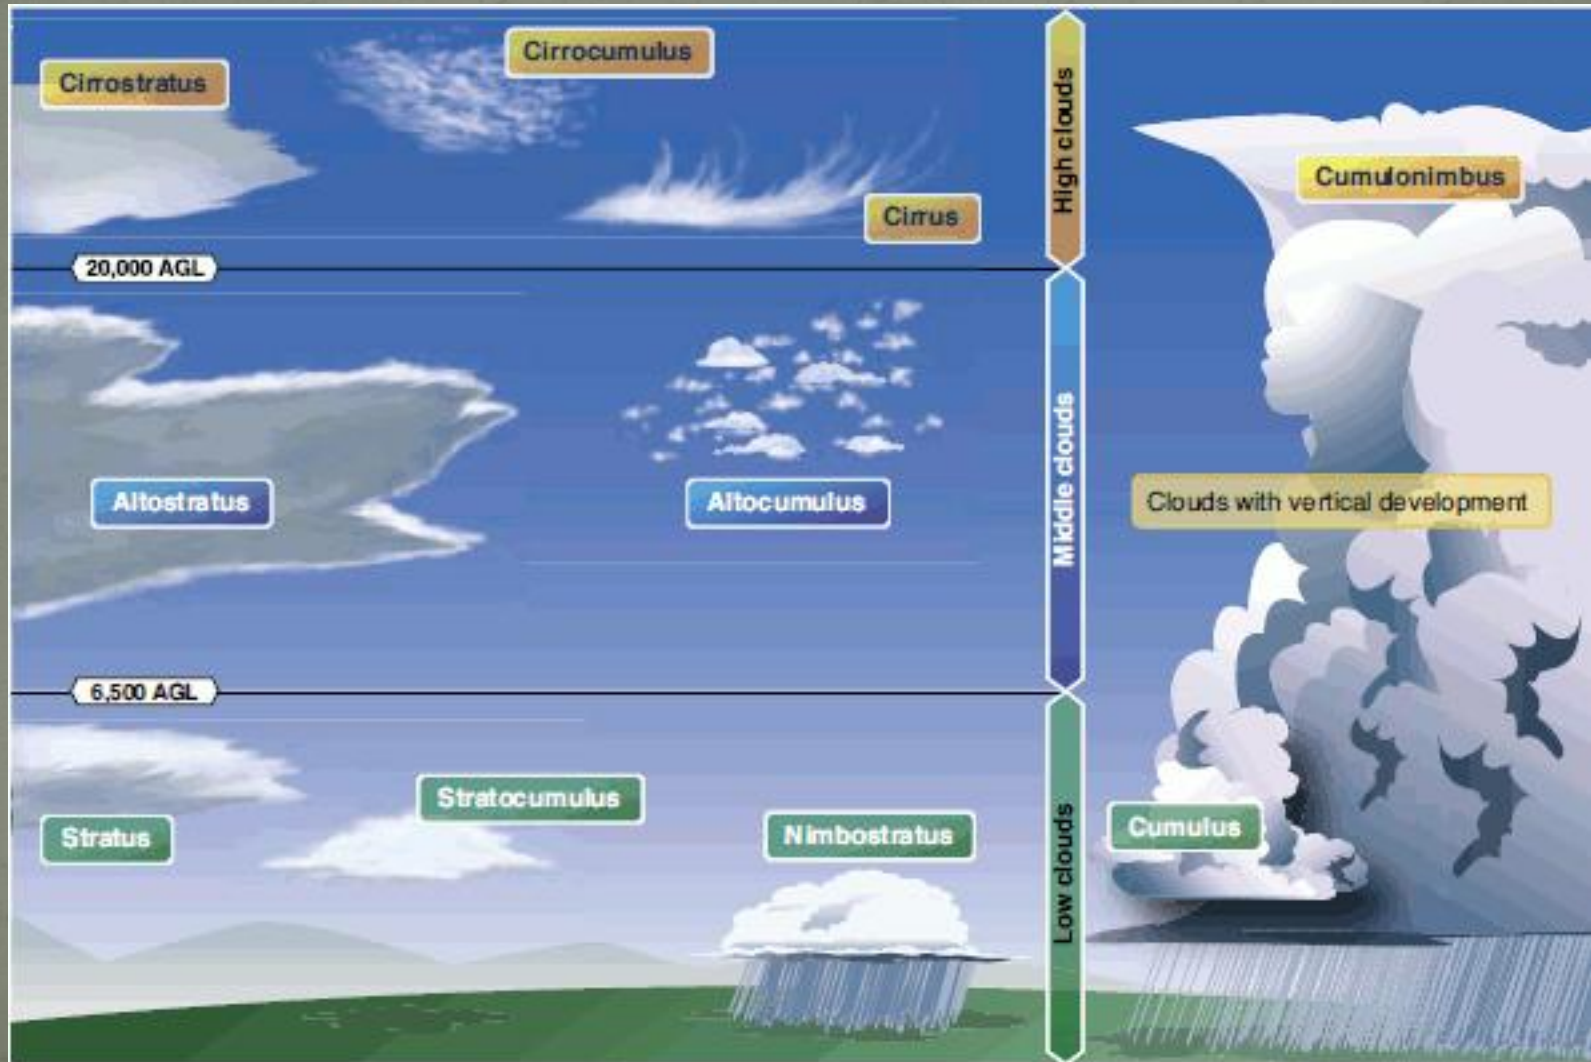 Cirrostratus
Cirrocumulus
Cirrus
High clouds
Cumulonimbus
20,000 AGL
Altostratus
Altocumulus
Middle clouds
Clouds with vertical development
6,500 AGL
Stratus
Stratocumulus
Nimbostratus
Low clouds
Cumulus